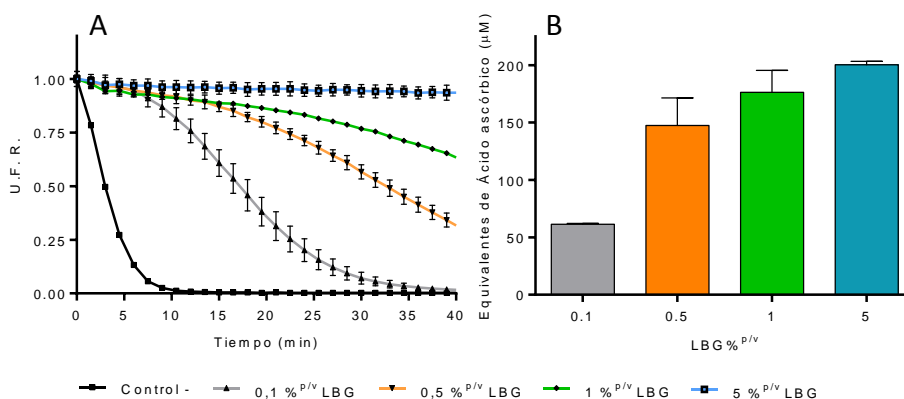 A
B
U.F.R.
1.00
0.75
0.50
0.25
0.00
0
5
10
15
20
25
30
35
40
Tiempo (min)
Equivalentes de Ácido asórbico (µM)
200
150
100
50
0
0.1
0.5
1
5
LBG%p/v
Control-
0,1 %p/v LBG
0,5 %p/v LBG
1 %p/v LBG
5 %p/v LBG